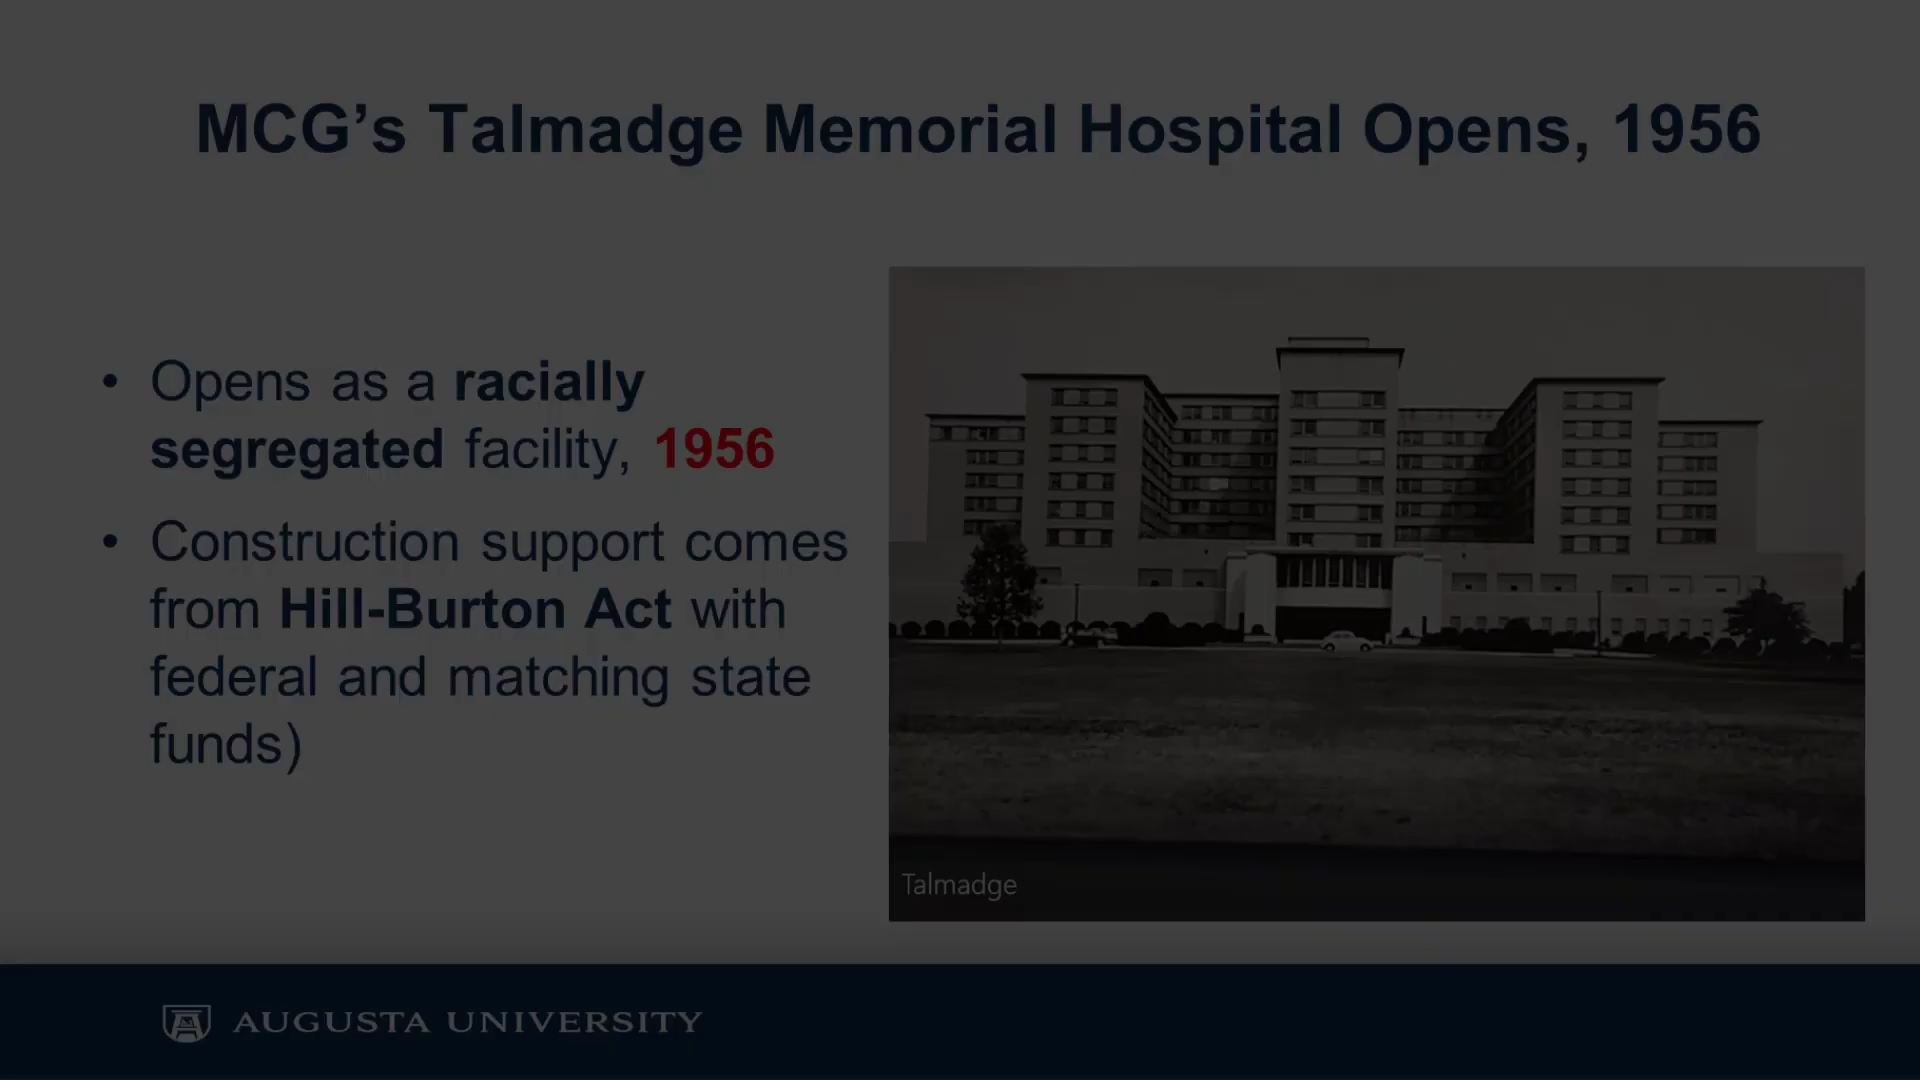 MCG’s Talmadge Memorial Hospital Opens, 1956
• Opens as a racially
segregated facility, 1956
• Construction support comes
from Hill-Burton Act with
federal and matching state
funds)
Talmadge
AUGUSTA UNIVERSITY